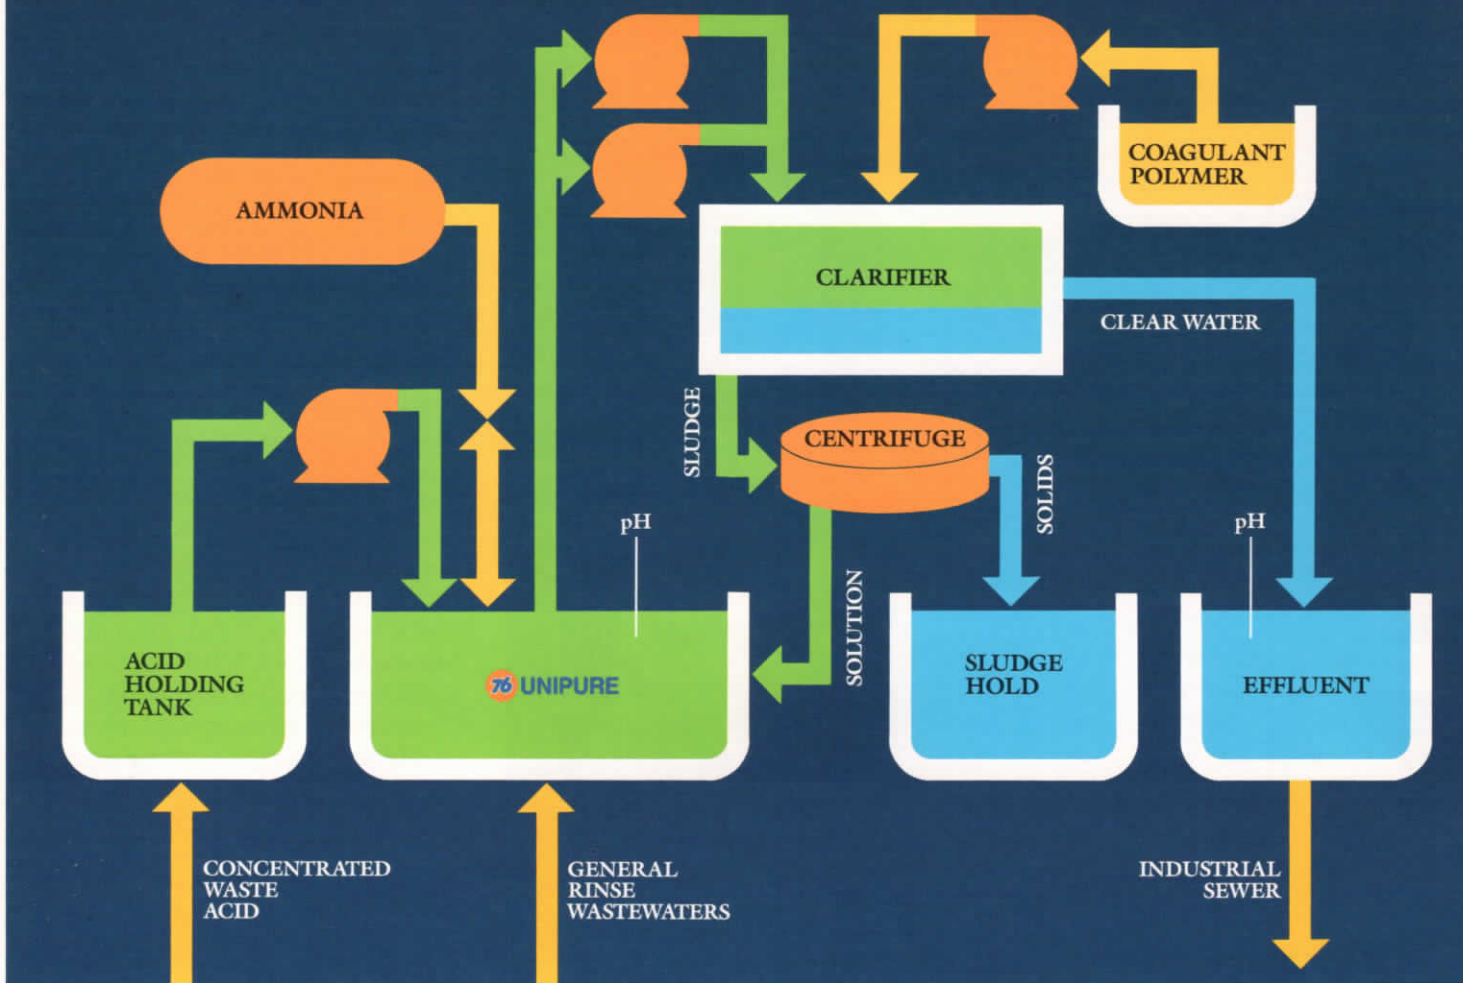 COAGULANT
POLYMER
AMMONIA
CLARIFIER
CLEAR WATER
SLUDGE
CENTRIFUGE
SOLIDS
pH
pH
SOLUTION
ACID
HOLDING
TANK
76 UNIPURE
SLUDGE
HOLD
EFFLUENT
CONCENTRATED
WASTE
ACID
GENERAL
RINSE
WASTEWATERS
INDUSTRIAL
SEWER